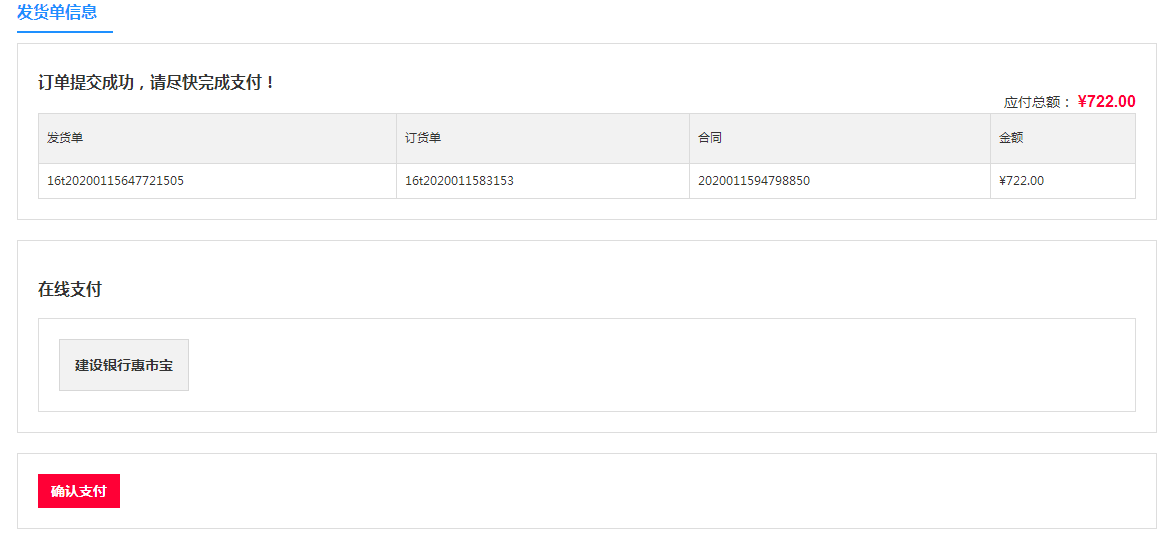 发货单信息
订单提交成功，请尽快完成支付！
应付总额： ¥722.00
发货单 订货单 合同 金额
16t20200115647721505 16t2020011583153 2020011594798850 ¥722.00
在线支付
建设银行惠市宝
确认支付